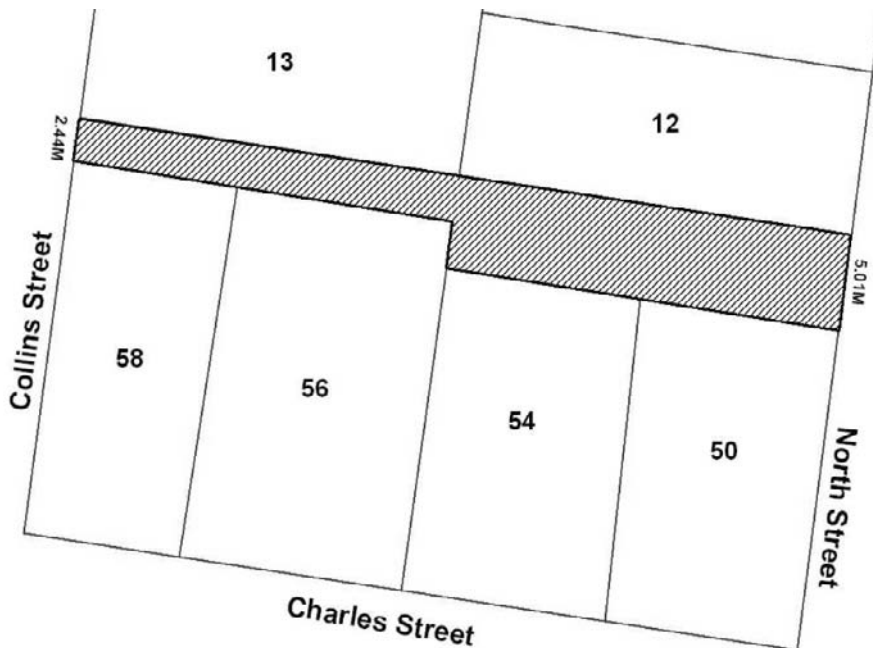 13
12
2.44M
5.01M
Collins Street
58
56
54
50
North Street
Charles Street